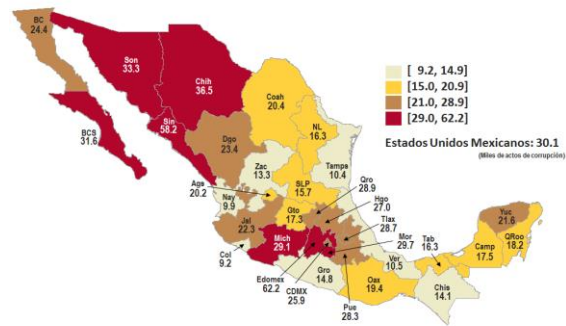 BC
24.4
Son
33.3
Chih
36.5
Coah
20.4
NL
16.3
Sin
58.2
BCS
31.6
Dgo
23.4
Zac
13.3
Tamps
10.4
Ags
20.2
SLP
15.7
Nay
9.9
Qro
28.9
Hgo
27.0
Gto
17.3
Jal
22.3
Tlax
28.7
Mich
29.1
Mor
29.7
Col
9.2
Edomex
62.2
CDMX
25.9
Gro
14.8
Pue
28.3
Ver
10.5
Oax
19.4
Tab
16.3
Chis
14.1
Camp
17.5
Yuc
21.6
QRoo
18.2
[ 9.2, 14.9]
[15.0, 20.9]
[21.0, 28.9]
[29.0, 62.2]
Estados Unidos Mexicanos: 30.1
(Miles de actos de corrupción)